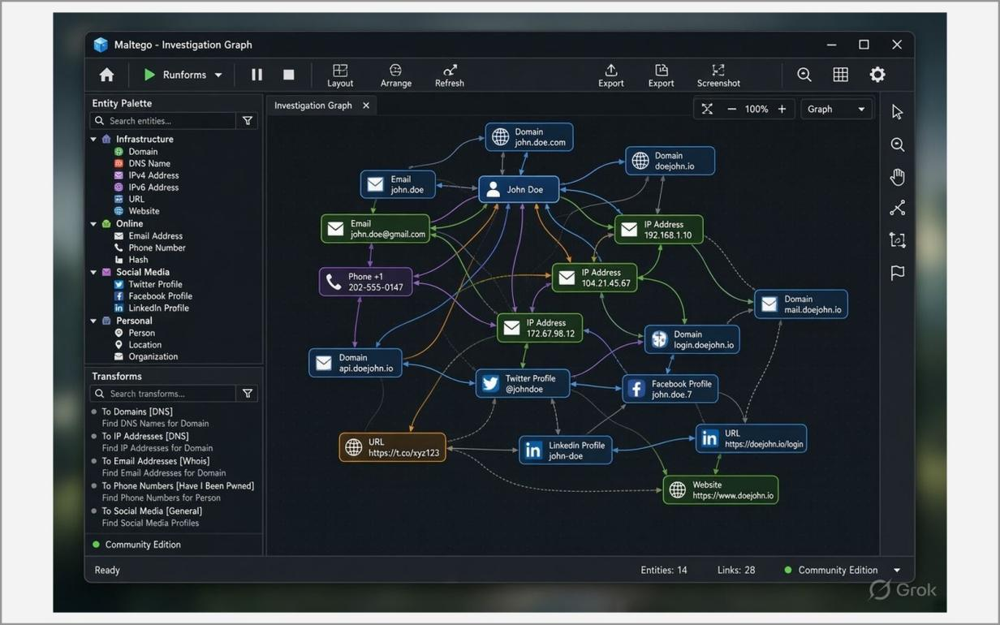 Maltego - Investigation Graph
Runforms
Layout
Arrange
Refresh
Export
Export
Screenshot
Entity Palette
Search entities...
Infrastructure
Domain
DNS Name
IPv4 Address
IPv6 Address
URL
Website
Online
Email Address
Phone Number
Hash
Social Media
Twitter Profile
Facebook Profile
LinkedIn Profile
Personal
Person
Location
Organization
Transforms
Search transforms...
To Domains [DNS]
Find DNS Names for Domain
To IP Addresses [DNS]
Find IP Addresses for Domain
To Email Addresses [Whois]
Find Email Addresses for Domain
To Phone Numbers [Have I Been Pwned]
Find Phone Numbers for Person
To Social Media [General]
Find Social Media Profiles
Community Edition
Investigation Graph
100%
Graph
Domain
john.doe.com
Domain
doejohn.io
Email
john.doe
John Doe
Email
john.doe@gmail.com
IP Address
192.168.1.10
Phone +1
202-555-0147
IP Address
104.21.45.67
Domain
mail.doejohn.io
IP Address
172.67.98.12
Domain
login.doejohn.io
Domain
api.doejohn.io
Twitter Profile
@johndoe
Facebook Profile
john.doe.7
URL
https://t.co/xyz123
Linkedin Profile
john-doe
URL
https://doejohn.io/login
Website
https://www.doejohn.io
Ready
Entities: 14
Links: 28
Community Edition
Grok